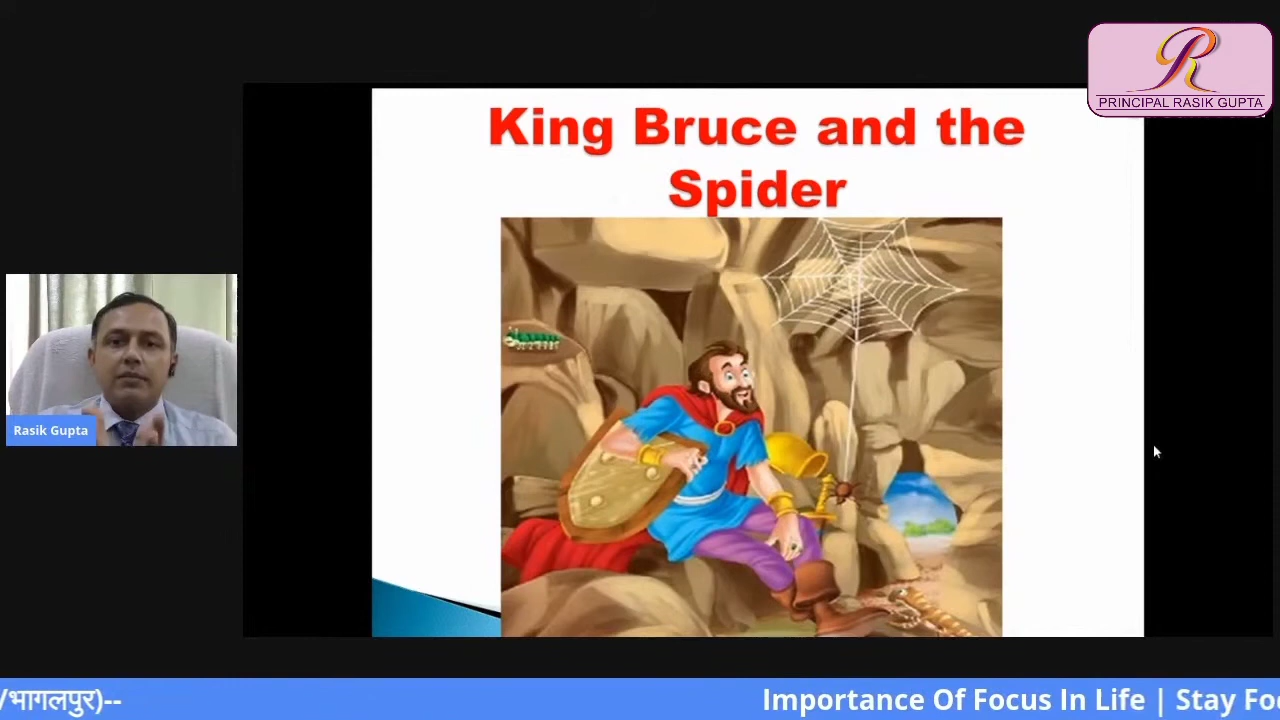 PRINCIPAL RASIK GUPTA
King Bruce and the
Spider
Rasik Gupta
/भागलपुर)--
Importance Of Focus In Life | Stay Fo